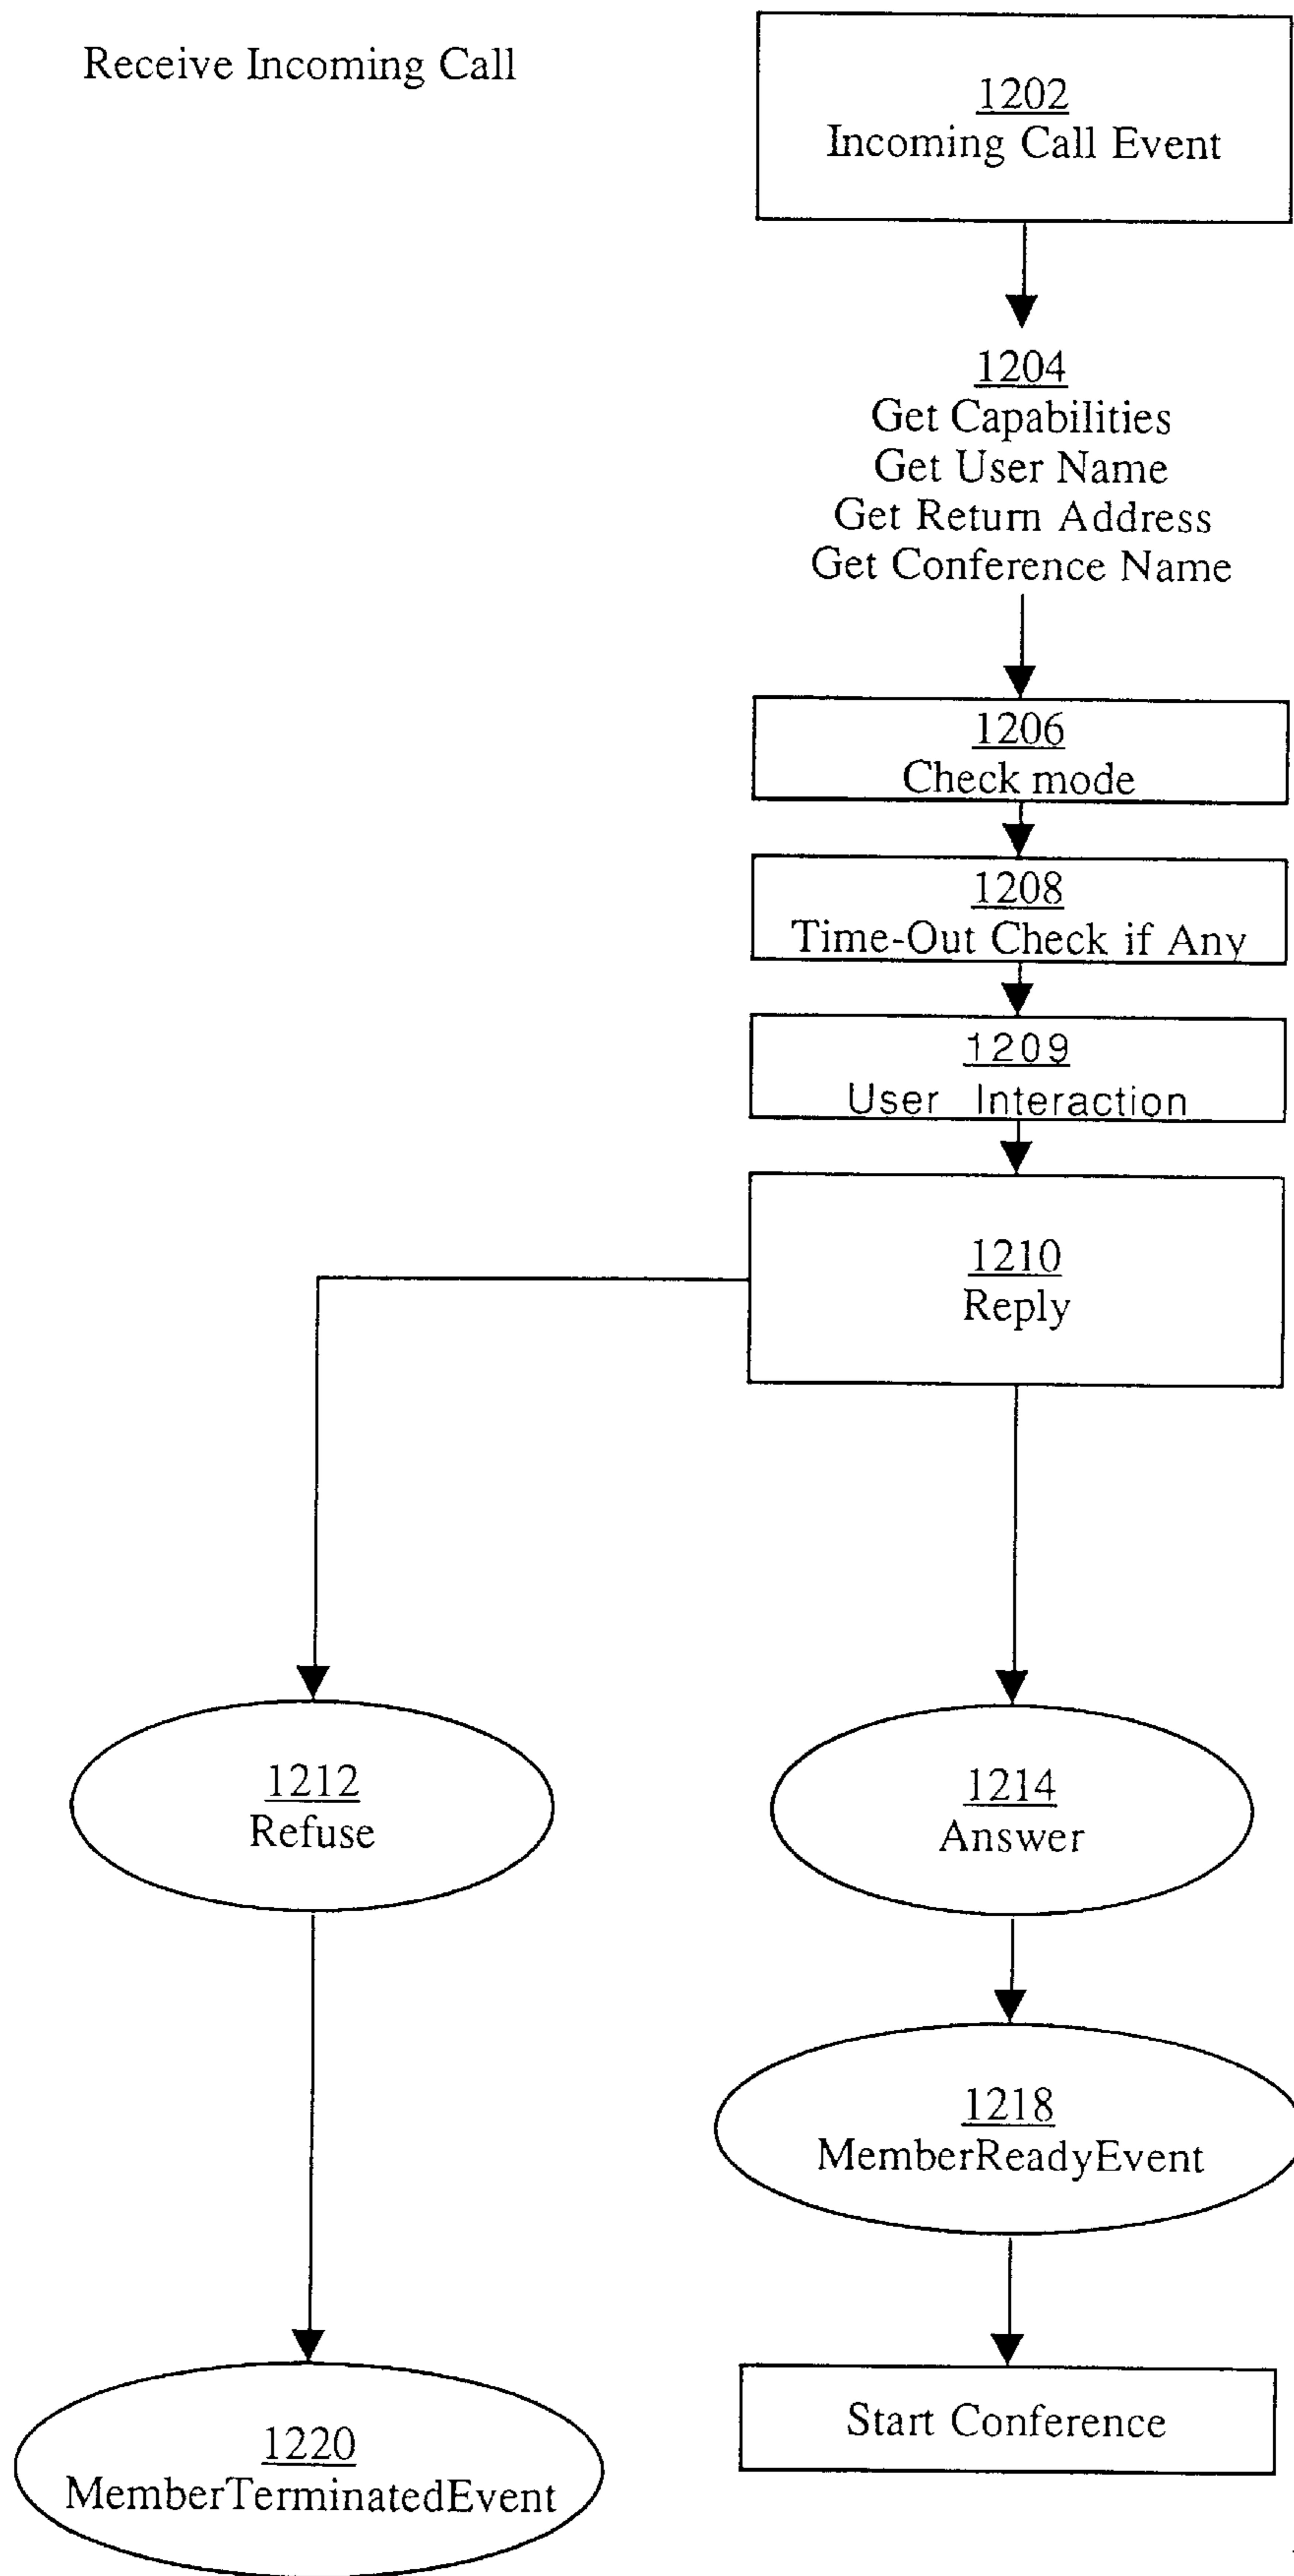 Receive Incoming Call
1202
Incoming Call Event
1204
Get Capabilities
Get User Name
Get Return Address
Get Conference Name
1206
Check mode
1208
Time-Out Check if Any
1209
User Interaction
1210
Reply
1212
Refuse
1214
Answer
1218
MemberReadyEvent
Start Conference
1220
MemberTerminatedEvent